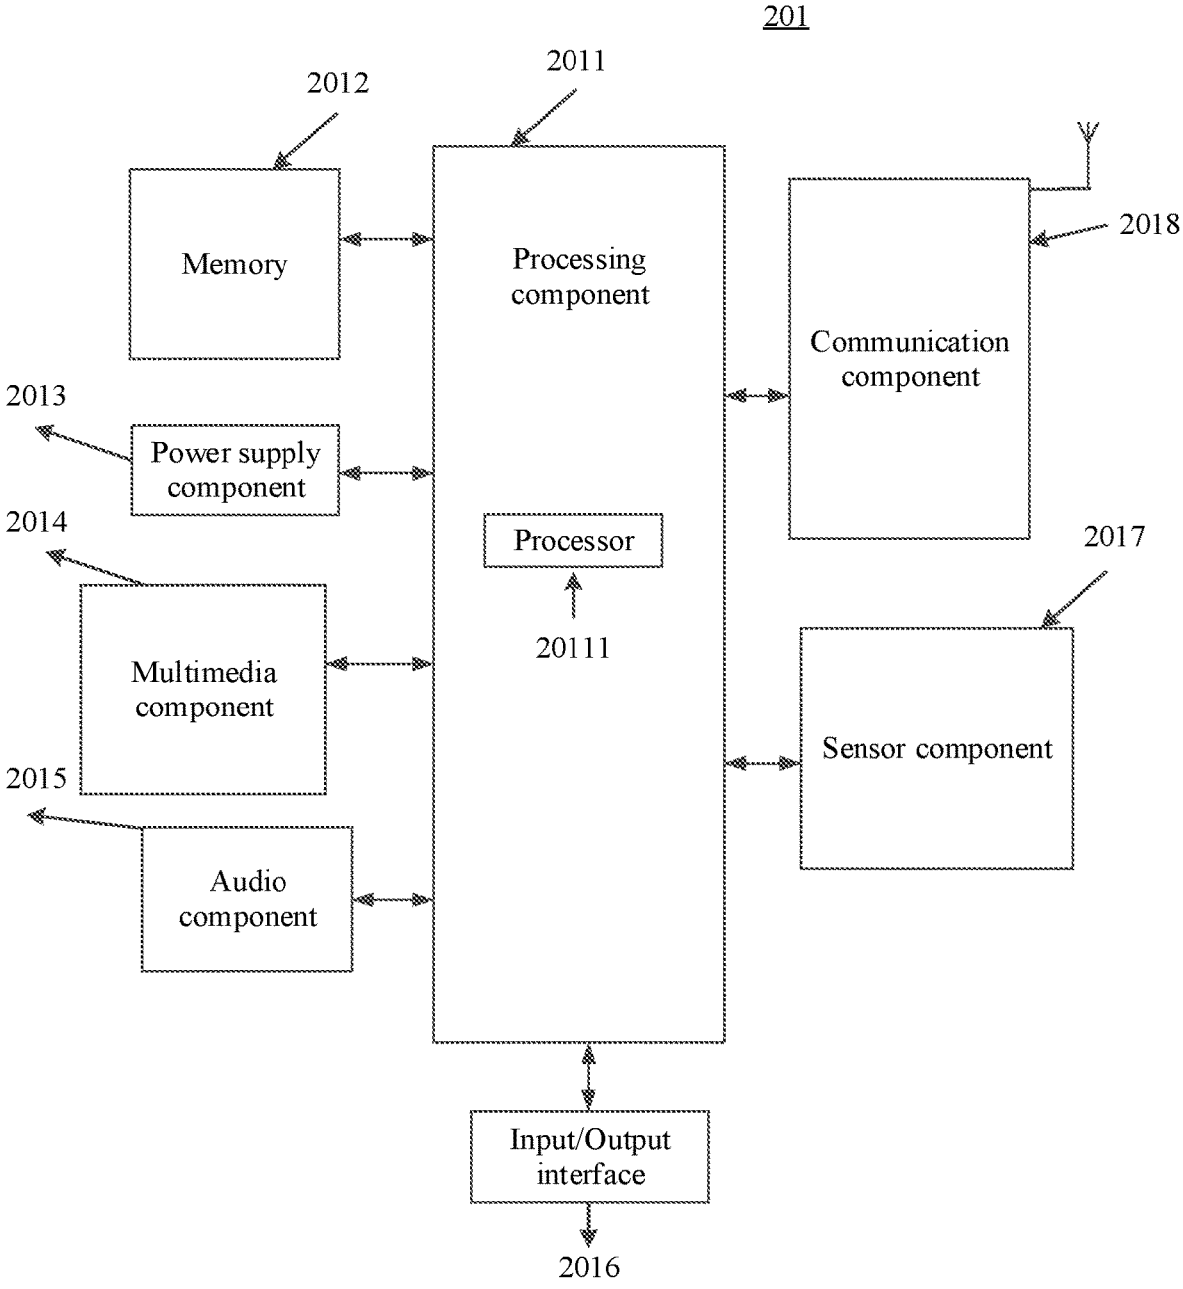 201
2011
2012
2018
Memory
Processing
component
Communication
component
2013
Power supply
component
2014
Processor
20111
2017
Multimedia
component
Sensor component
2015
Audio
component
Input/Output
interface
2016